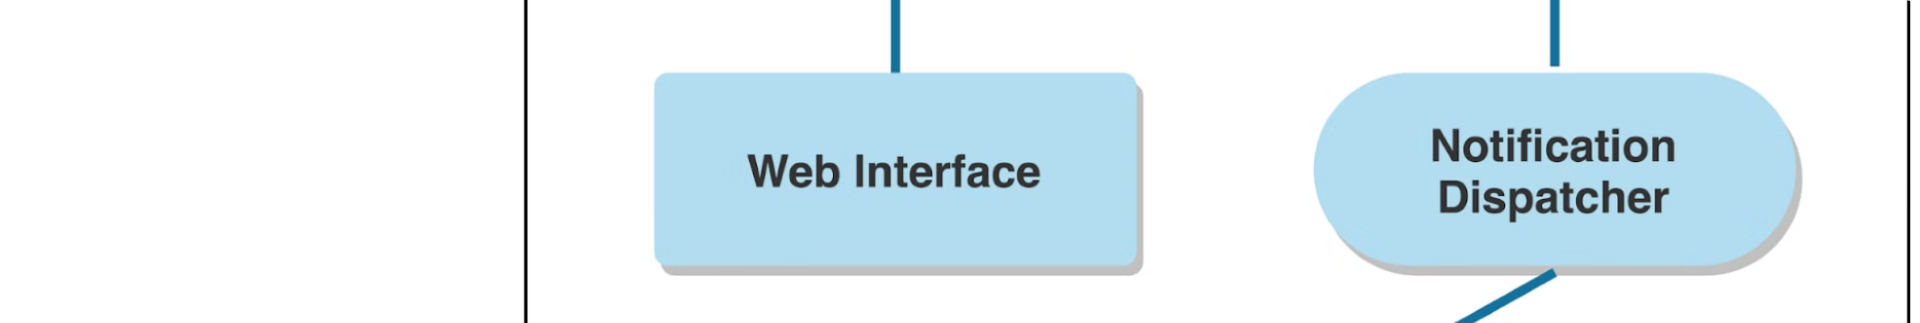 Web Interface
Notification
Dispatcher